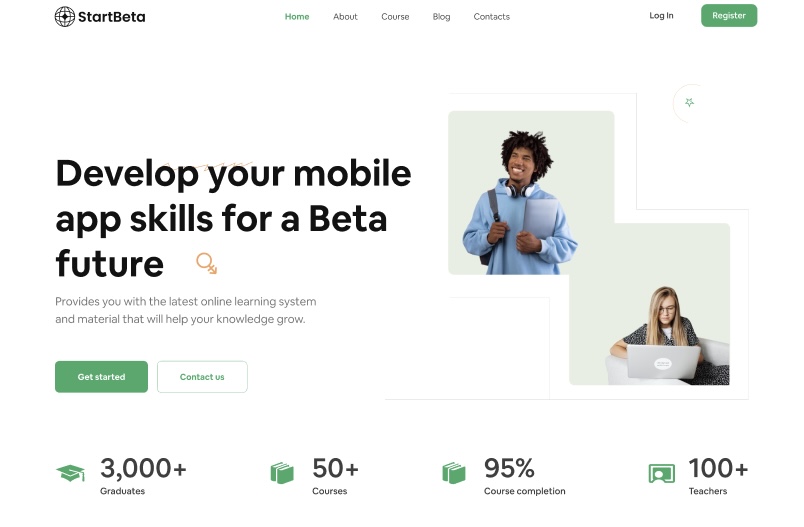 StartBeta
Home About Course Blog Contacts
Log In Register
Develop your mobile
app skills for a Beta
future
Provides you with the latest online learning system
and material that will help your knowledge grow.
Get started Contact us
3,000+ 50+ 95% 100+
Graduates Courses Course completion Teachers